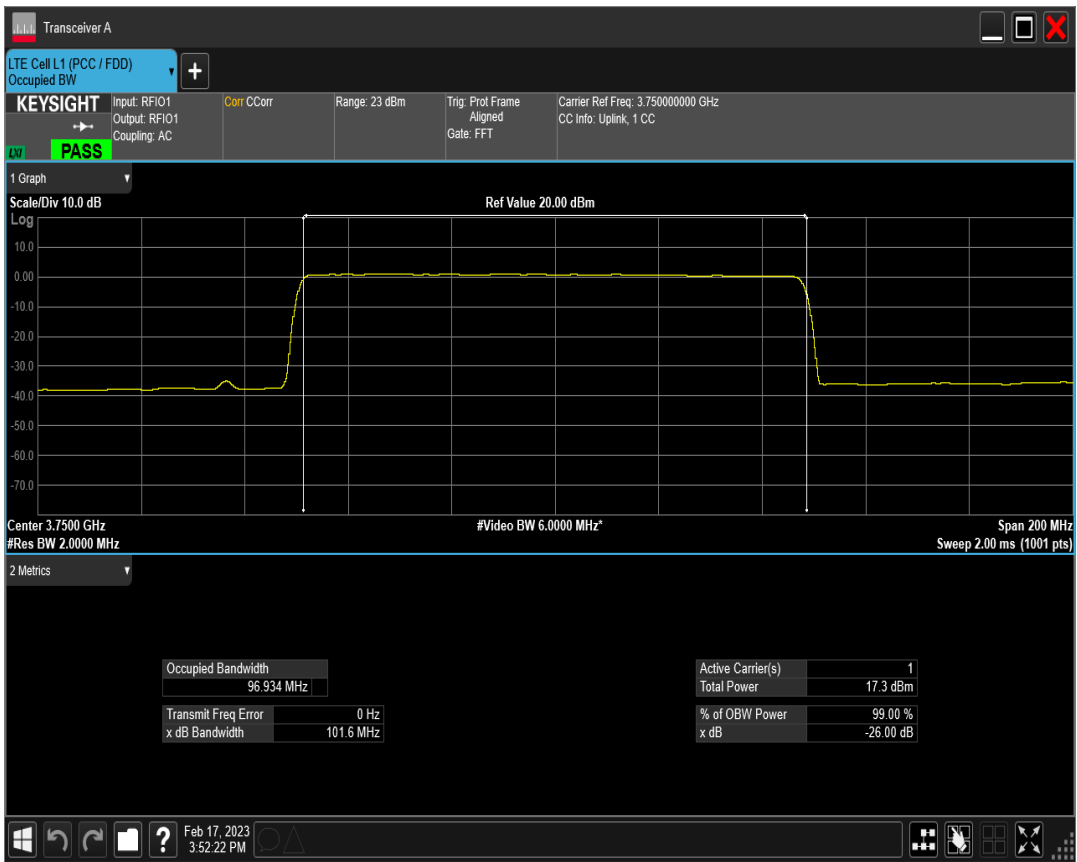 Transceiver A
LTE Cell L1 (PCC / FDD)
Occupied BW
+
KEYSIGHT
LXI
PASS
Input: RFIO1
Output: RFIO1
Coupling: AC
Corr CCorr
Range: 23 dBm
Trig: Prot Frame
Aligned
Gate: FFT
Carrier Ref Freq: 3.750000000 GHz
CC Info: Uplink, 1 CC
1 Graph
Scale/Div 10.0 dB
Ref Value 20.00 dBm
Log
10.0
0.00
-10.0
-20.0
-30.0
-40.0
-50.0
-60.0
-70.0
Center 3.7500 GHz
#Video BW 6.0000 MHz*
Span 200 MHz
#Res BW 2.0000 MHz
Sweep 2.00 ms (1001 pts)
2 Metrics
Occupied Bandwidth
96.934 MHz
Transmit Freq Error 0 Hz
x dB Bandwidth 101.6 MHz
Active Carrier(s) 1
Total Power 17.3 dBm
% of OBW Power 99.00 %
x dB -26.00 dB
?
Feb 17, 2023
3:52:22 PM